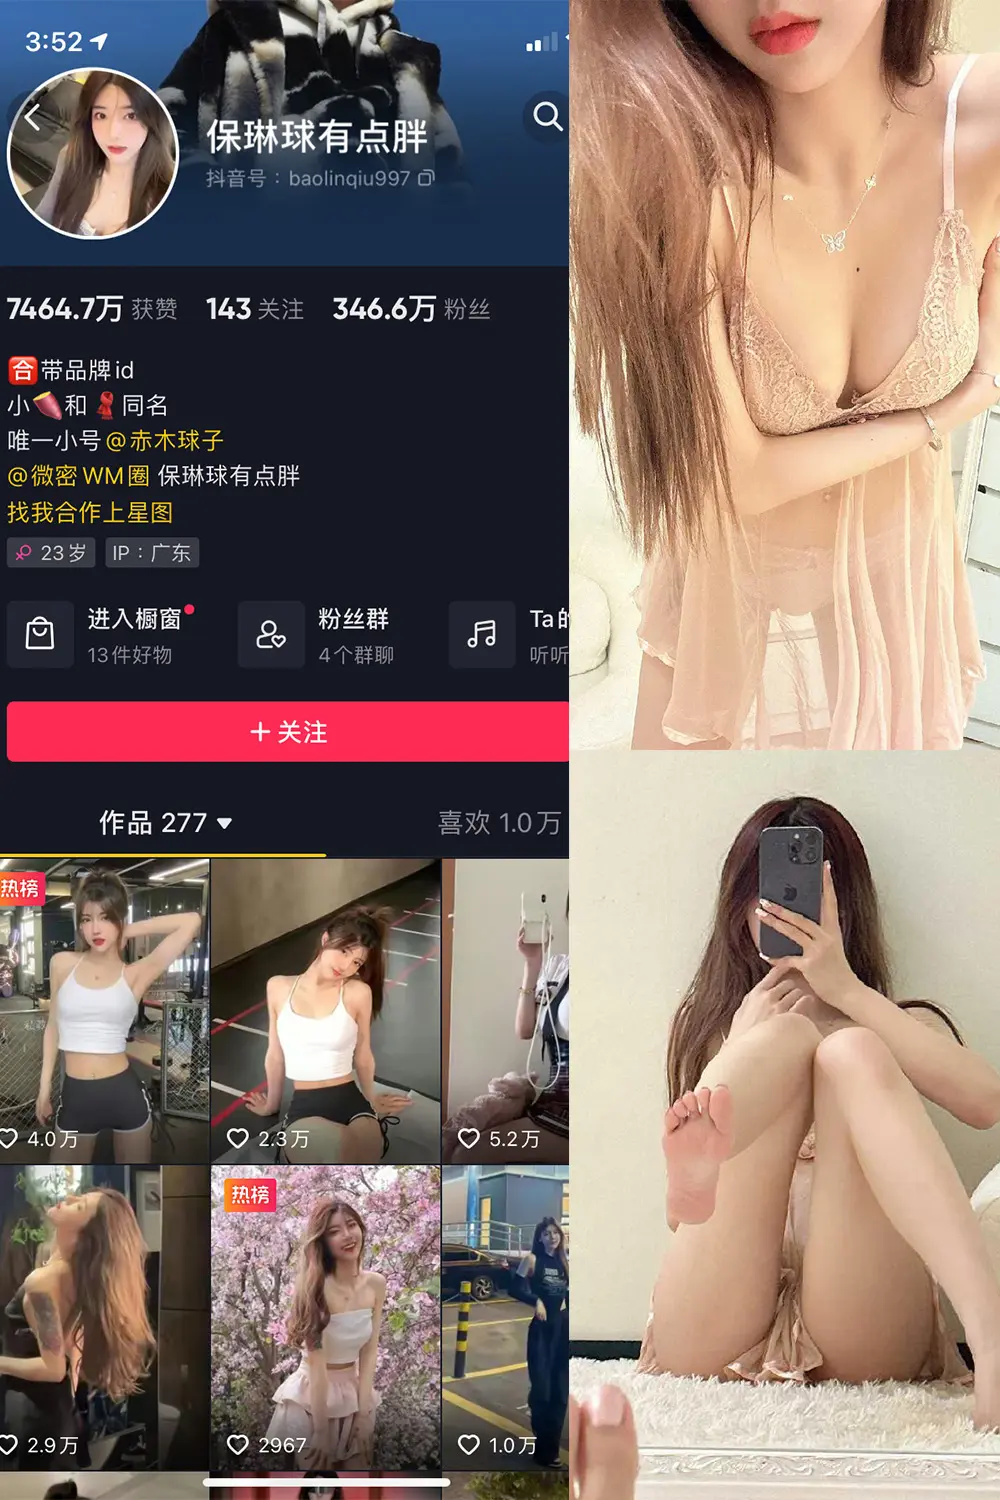 3:52
保琳球有点胖
抖音号：baolinqiu997
7464.7万 获赞 143 关注 346.6万 粉丝
合 带品牌id
小🍠和🧣同名
唯一小号@赤木球子
@微密WM圈 保琳球有点胖
找我合作上星图
23岁 IP：广东
进入橱窗 粉丝群 Ta的
13件好物 4个群聊 听听
+ 关注
作品 277 喜欢 1.0万
热榜
4.0万 2.3万 5.2万
热榜
2.9万 2967 1.0万